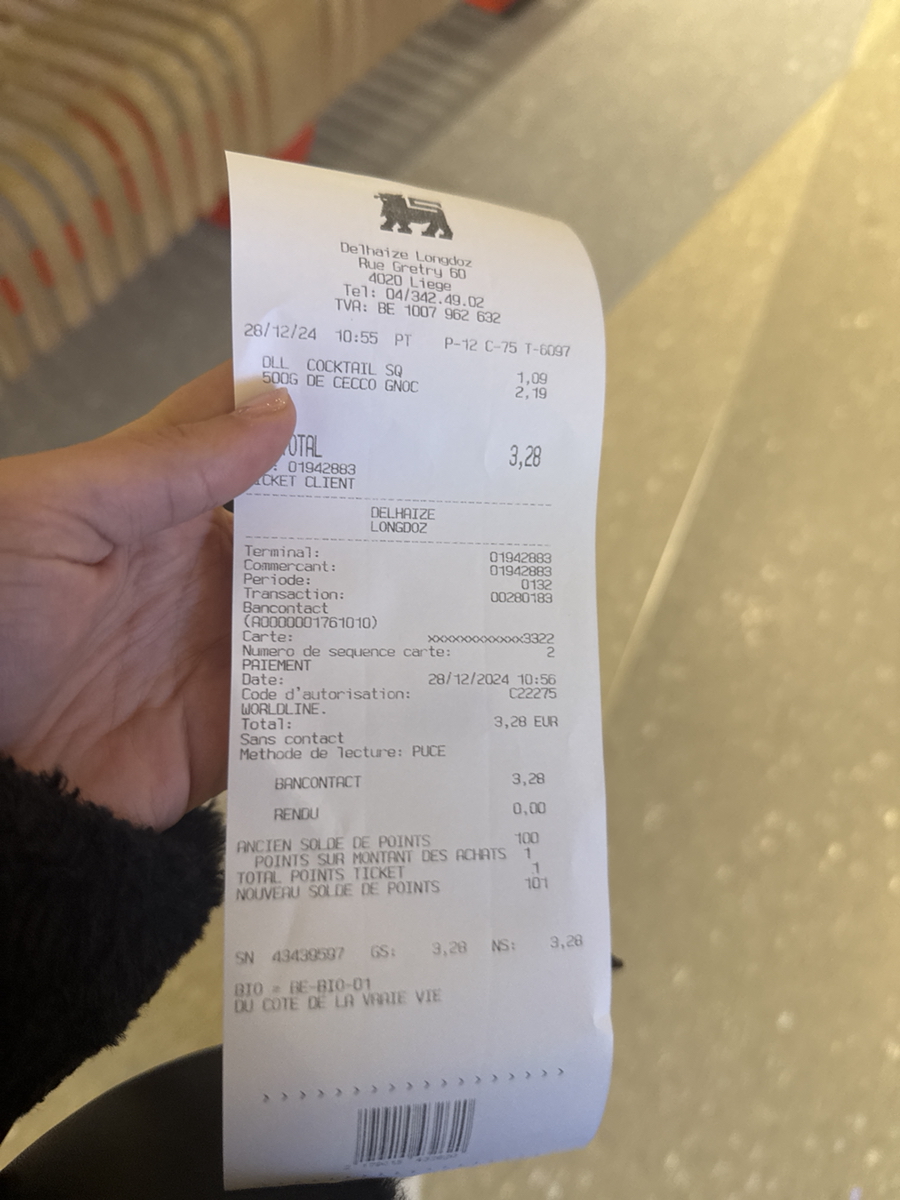 Delhaize Longdoz
Rue Gretry 60
4020 Liege
Tel: 04/342.49.02
TVA: BE 1007 962 632
28/12/24 10:55 PT P-12 C-75 T-6097
DLL COCKTAIL SQ 1,09
500G DE CECCO GNOC 2,19
OTAL 3,28
: 01942883
ICKET CLIENT
DELHAIZE
LONGDOZ
Terminal: 01942883
Commercant: 01942883
Periode: 0132
Transaction: 00280183
Bancontact
(A0000001761010)
Carte: xxxxxxxxxxxxx3322
Numero de sequence carte: 2
PAIEMENT
Date: 28/12/2024 10:56
Code d'autorisation: C22275
WORLDLINE.
Total: 3,28 EUR
Sans contact
Methode de lecture: PUCE
BANCONTACT 3,28
RENDU 0,00
ANCIEN SOLDE DE POINTS 100
POINTS SUR MONTANT DES ACHATS 1
TOTAL POINTS TICKET 1
NOUVEAU SOLDE DE POINTS 101
SN 43439597 GS: 3,28 NS: 3,28
BIO = BE-BIO-01
DU COTE DE LA VRAIE VIE
> > > > > > > > > > > > > > > > > >